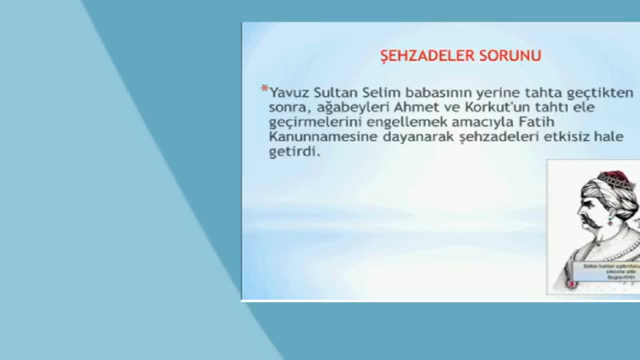 ŞEHZADELER SORUNU
*Yavuz Sultan Selim babasının yerine tahta geçtikten
sonra, ağabeyleri Ahmet ve Korkut'un tahtı ele
geçirmelerini engellemek amacıyla Fatih
Kanunnamesine dayanarak şehzadeleri etkisiz hale
getirdi.